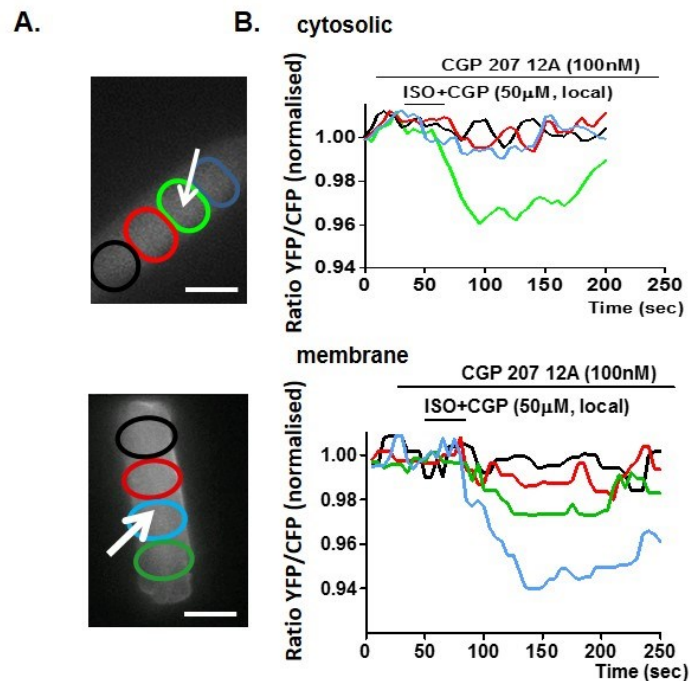 A.
B.
cytosolic
CGP 207 12A (100nM)
ISO+CGP (50µM, local)
Ratio YFP/CFP (normalised)
1.00
0.98
0.96
0.94
0 50 100 150 200 250
Time (sec)
membrane
CGP 207 12A (100nM)
ISO+CGP (50µM, local)
Ratio YFP/CFP (normalised)
1.00
0.98
0.96
0.94
0 50 100 150 200 250
Time (sec)